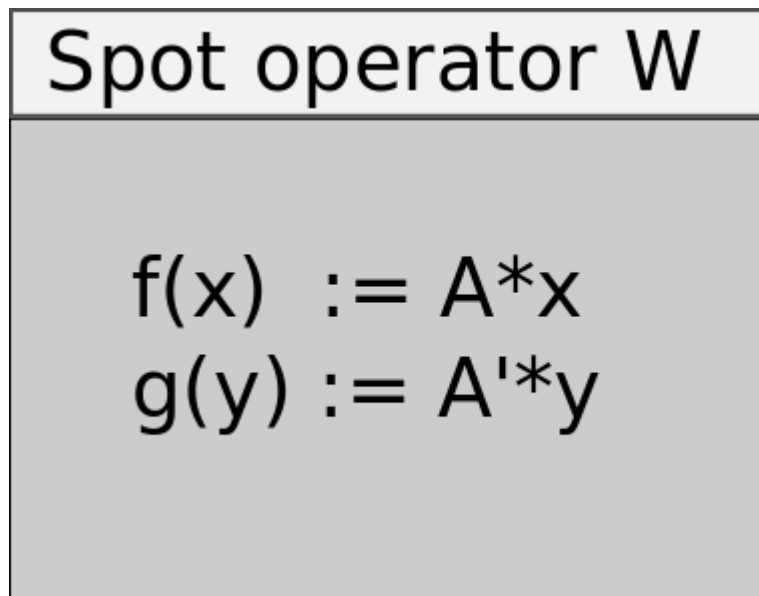 Spot operator W
f(x) := A*x
g(y) := A'*y